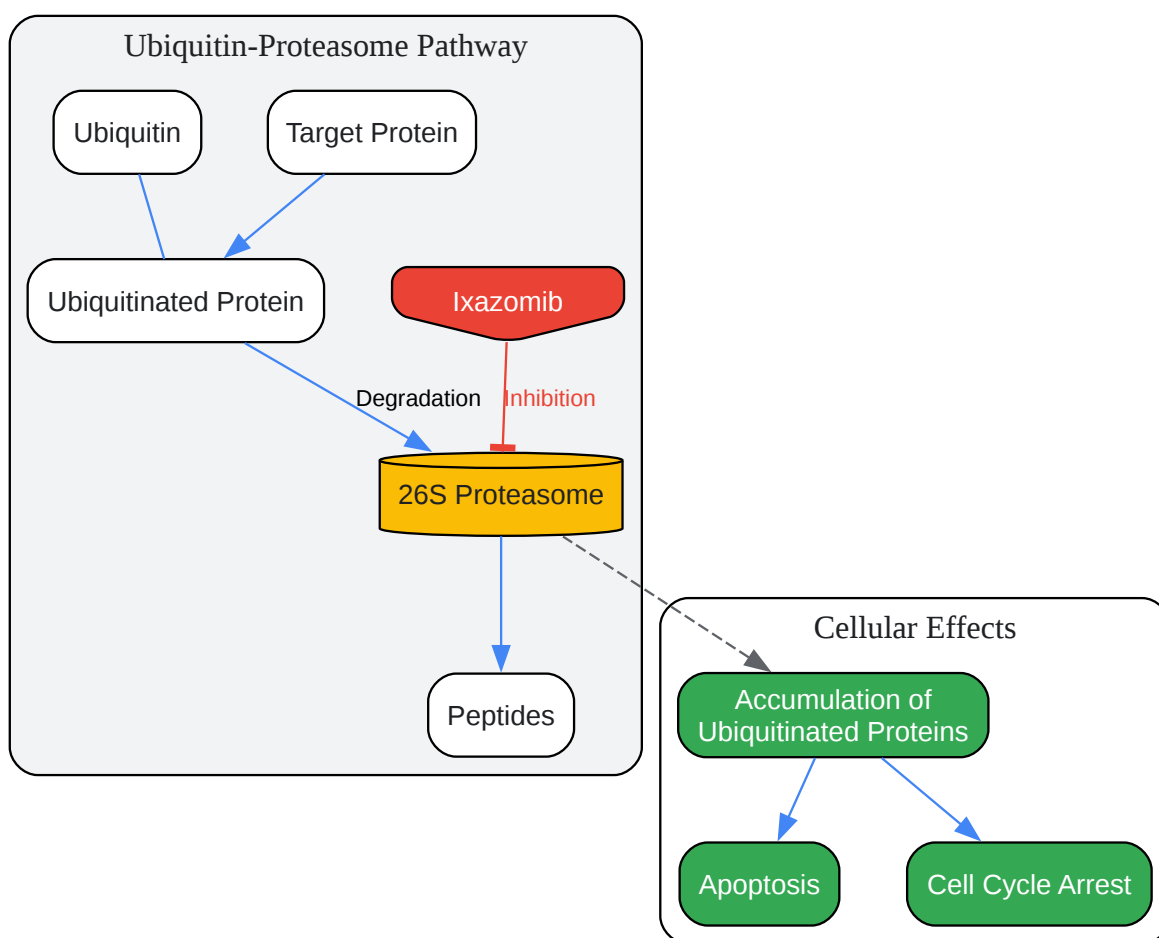 Ubiquitin-Proteasome Pathway
Ubiquitin
Target Protein
Ubiquitinated Protein
Ixazomib
Degradation
Inhibition
26S Proteasome
Peptides
Cellular Effects
Accumulation of
Ubiquitinated Proteins
Apoptosis
Cell Cycle Arrest